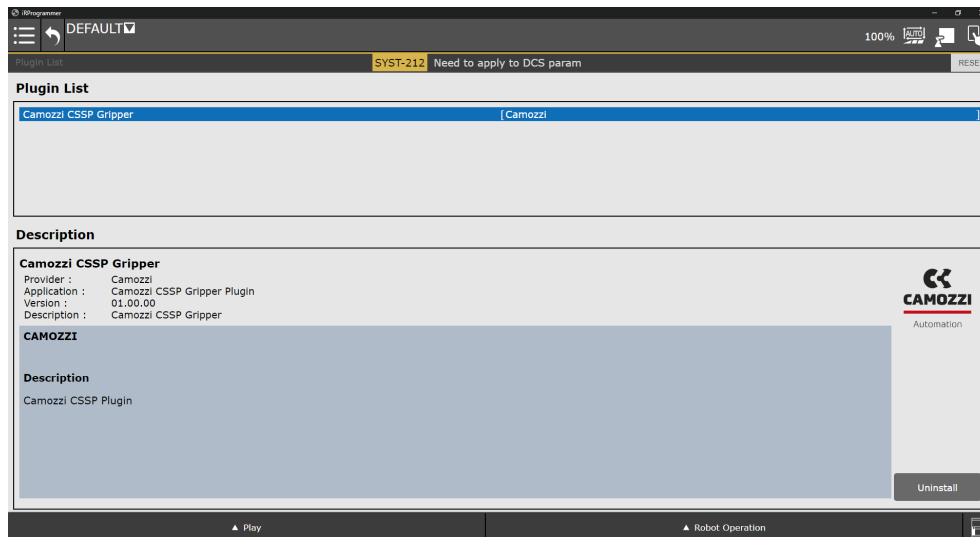 iRProgrammer
DEFAULT
100%
AUTO
Plugin List
SYST-212 Need to apply to DCS param
RESE
Plugin List
Camozzi CSSP Gripper [Camozzi ]
Description
Camozzi CSSP Gripper
Provider : Camozzi
Application : Camozzi CSSP Gripper Plugin
Version : 01.00.00
Description : Camozzi CSSP Gripper
CAMOZZI
Automation
CAMOZZI
Description
Camozzi CSSP Plugin
Uninstall
▲ Play
▲ Robot Operation